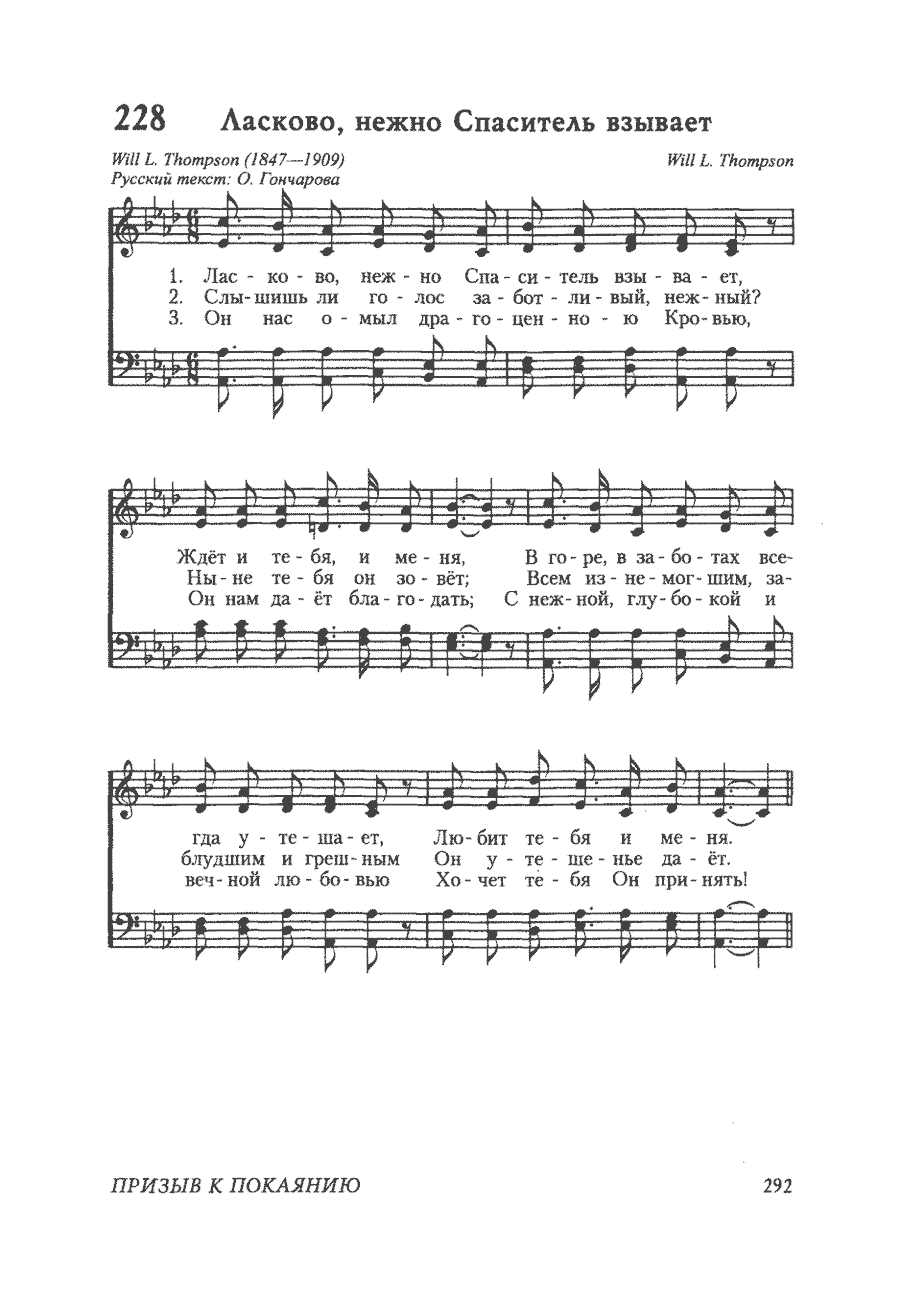 228 Ласково, нежно Спаситель взывает
Will L. Thompson (1847—1909) Will L. Thompson
Русский текст: О. Гончарова
1. Лас - ко - во, неж - но Спа - си - тель взы - ва - ет,
2. Слы- шишь ли го - лос за - бот - ли - вый, неж - ный?
3. Он нас о - мыл дра - го - цен - но - ю Кро- вью,
Ждёт и те - бя, и ме - ня, В го - ре, в за - бо - тах все-
Ны - не те - бя он зо - вёт; Всем из - не - мог - шим, за-
Он нам да - ёт бла - го - дать; С неж - ной, глу - бо - кой и
гда у - те - ша - ет, Лю - бит те - бя и ме - ня.
блудшим и греш - ным Он у - те - ше - нье да - ёт.
веч - ной лю - бо - вью Хо - чет те - бя Он при - нять!
ПРИЗЫВ К ПОКАЯНИЮ 292